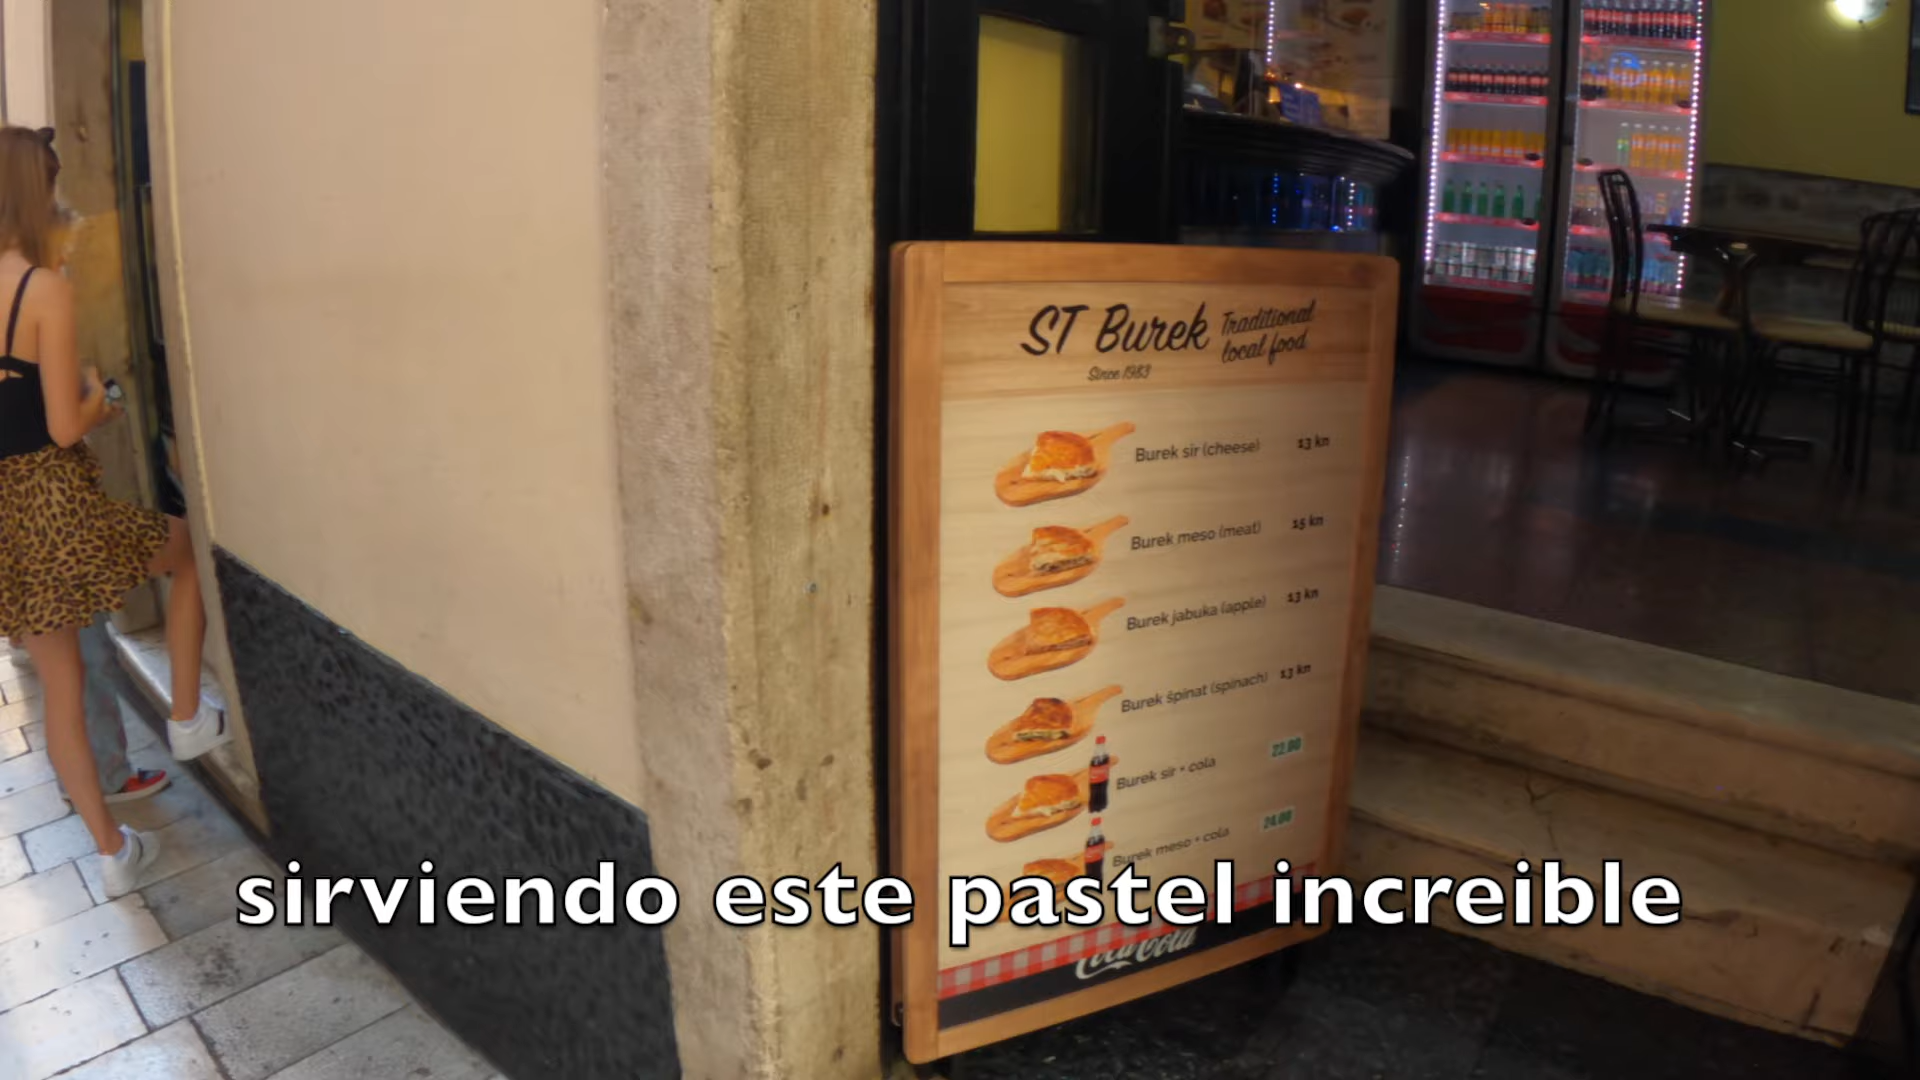 ST Burek
Traditional
local food
Since 1983
Burek sir (cheese) 13 kn
Burek meso (meat) 15 kn
Burek jabuka (apple) 13 kn
Burek špinat (spinach) 13 kn
Burek sir + cola 22.00
Burek meso + cola 24.00
sirviendo este pastel increible
Coca-Cola